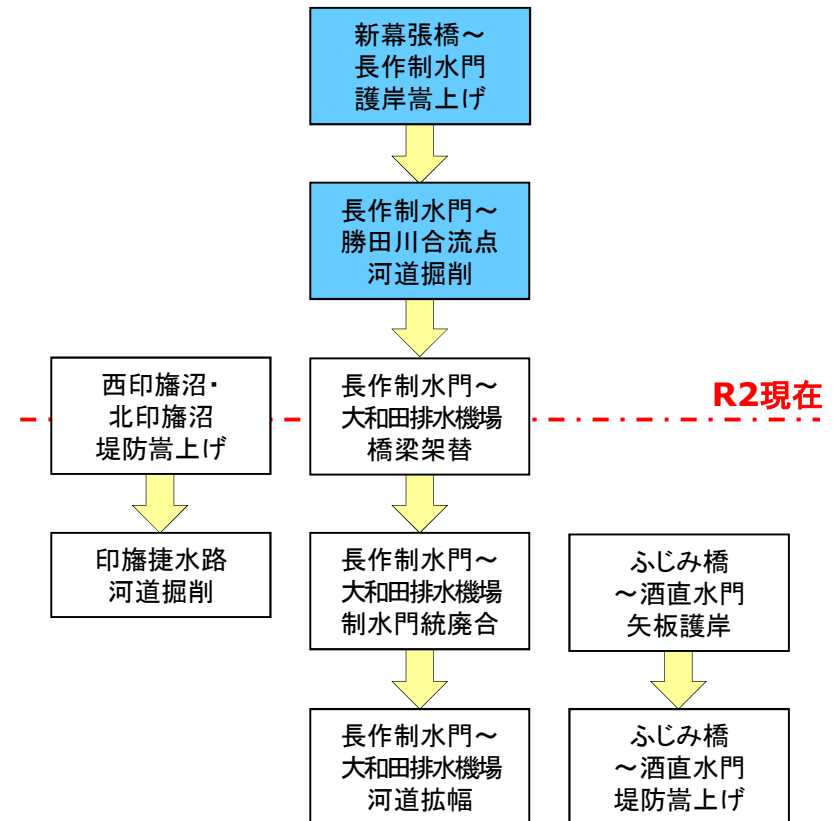 新幕張橋～
長作制水門
護岸嵩上げ
長作制水門～
勝田川合流点
河道掘削
西印旛沼・
北印旛沼
堤防嵩上げ
長作制水門～
大和田排水機場
橋梁架替
R2現在
印旛捷水路
河道掘削
長作制水門～
大和田排水機場
制水門統廃合
ふじみ橋
～酒直水門
矢板護岸
長作制水門～
大和田排水機場
河道拡幅
ふじみ橋
～酒直水門
堤防嵩上げ